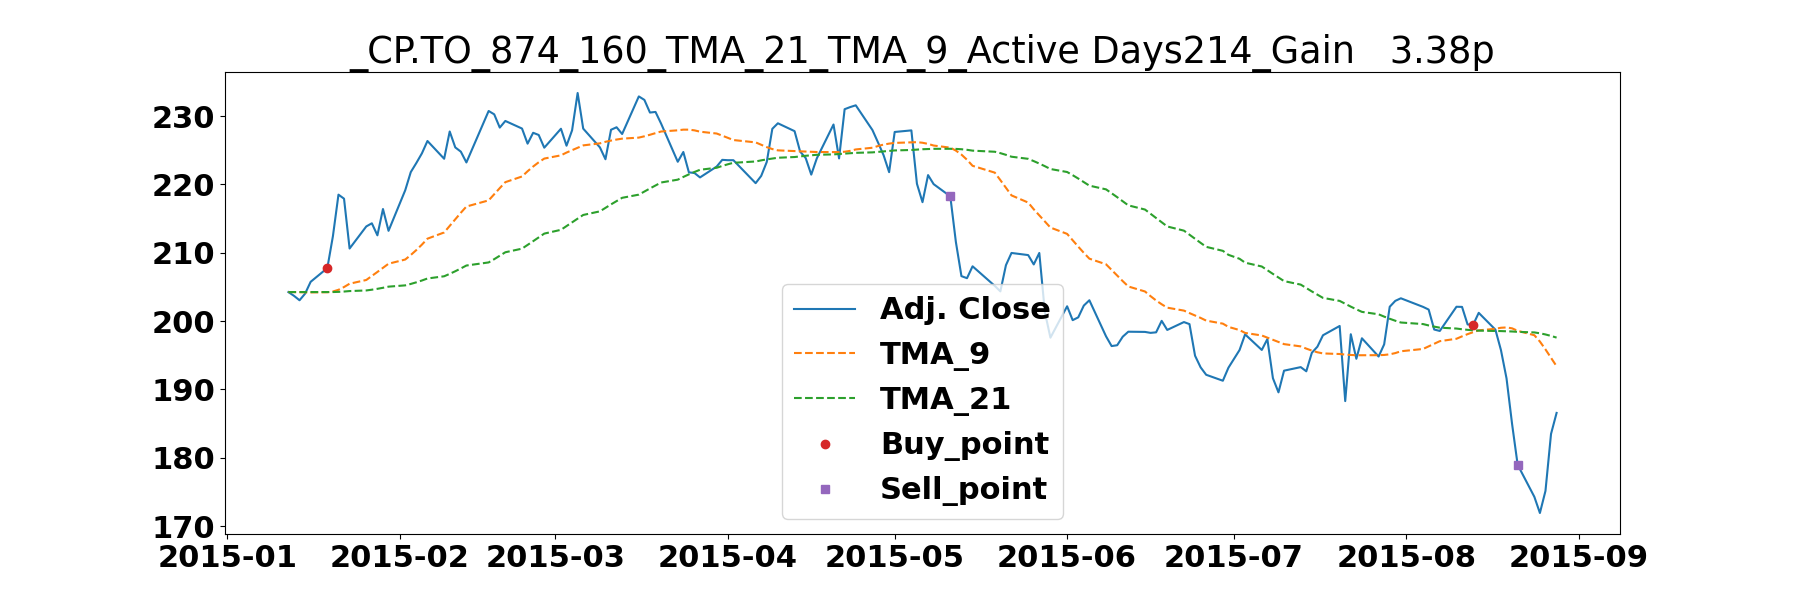 _CP.TO_874_160_TMA_21_TMA_9_Active Days214_Gain   3.38p
230
220
210
200
190
180
170
Adj. Close
TMA_9
TMA_21
Buy_point
Sell_point
2015-01 2015-02 2015-03 2015-04 2015-05 2015-06 2015-07 2015-08 2015-09